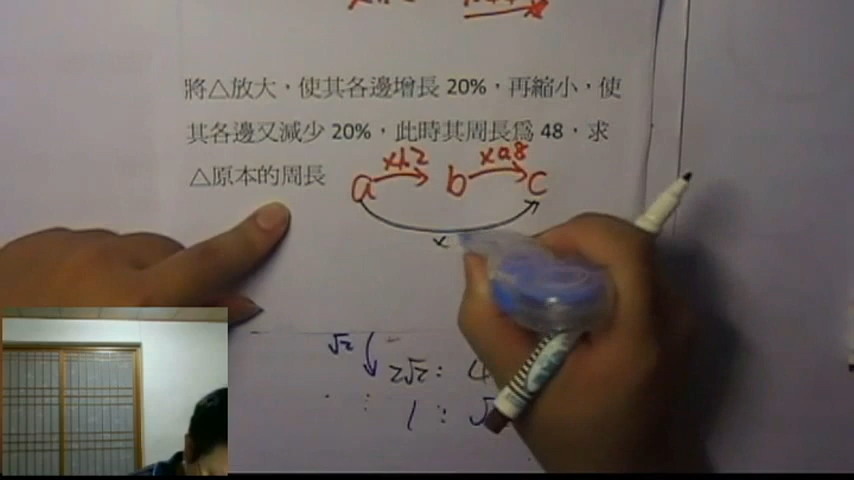 將△放大，使其各邊增長 20%，再縮小，使
其各邊又減少 20%，此時其周長為 48，求
△原本的周長
x1.2 x0.8
a b c
x
√2 2√2 : 4
1 :